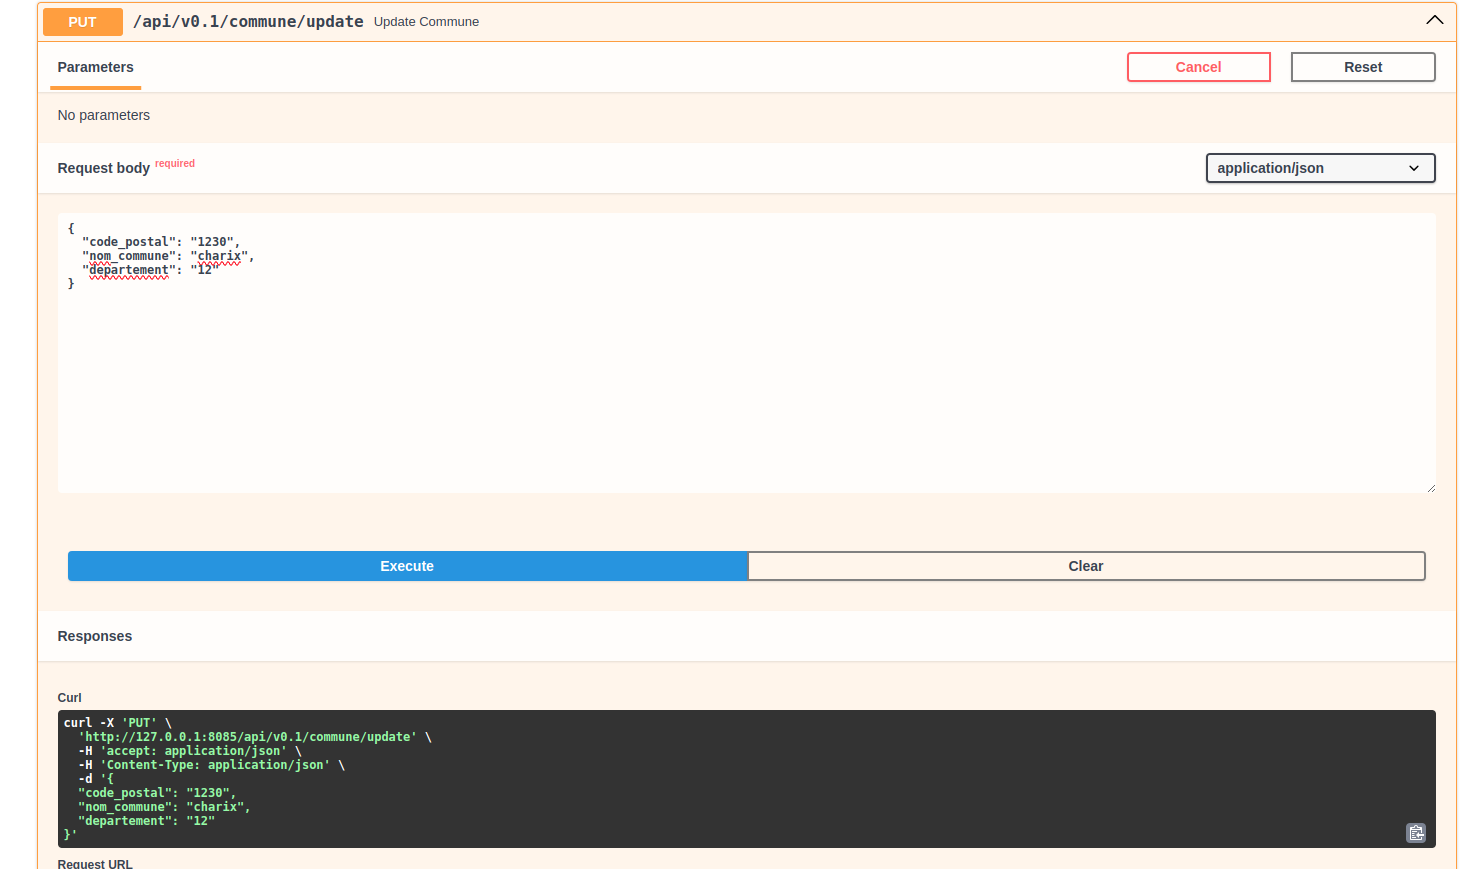 PUT /api/v0.1/commune/update Update Commune
Parameters Cancel Reset
No parameters
Request body required application/json
{
  "code_postal": "1230",
  "nom_commune": "charix",
  "departement": "12"
}
Execute Clear
Responses
Curl
curl -X 'PUT' \
  'http://127.0.0.1:8085/api/v0.1/commune/update' \
  -H 'accept: application/json' \
  -H 'Content-Type: application/json' \
  -d '{
  "code_postal": "1230",
  "nom_commune": "charix",
  "departement": "12"
}'
Request URL